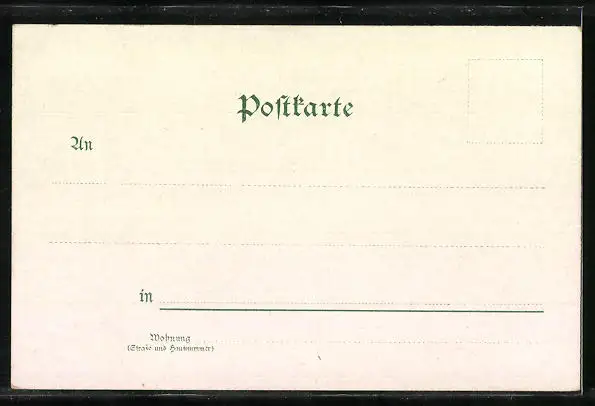 Postkarte
An
in
Wohnung
(Straße und Hausnummer)